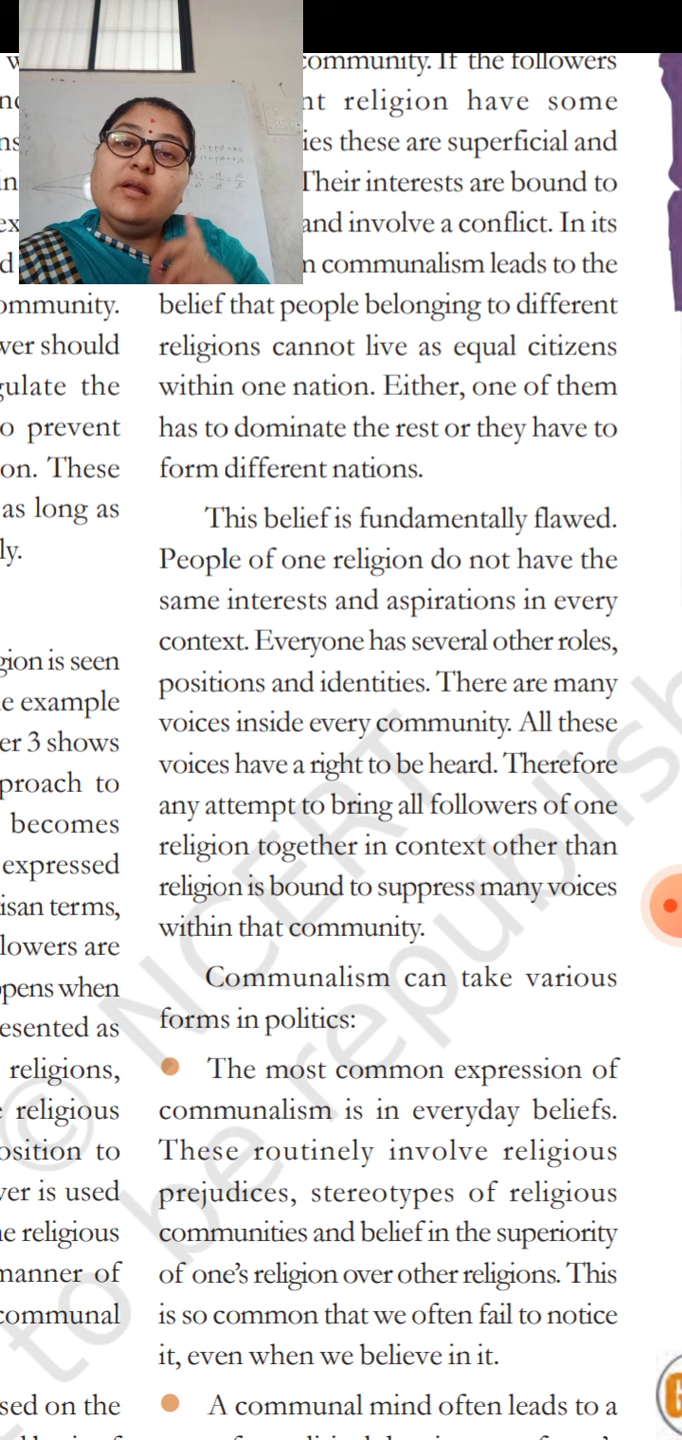 ommunity.
wer should
gulate the
o prevent
on. These
as long as
ly.
gion is seen
e example
er 3 shows
proach to
becomes
expressed
isan terms,
lowers are
pens when
esented as
religions,
religious
osition to
ver is used
e religious
manner of
communal
sed on the
community. If the followers
nt religion have some
ies these are superficial and
Their interests are bound to
and involve a conflict. In its
n communalism leads to the
belief that people belonging to different
religions cannot live as equal citizens
within one nation. Either, one of them
has to dominate the rest or they have to
form different nations.
This belief is fundamentally flawed.
People of one religion do not have the
same interests and aspirations in every
context. Everyone has several other roles,
positions and identities. There are many
voices inside every community. All these
voices have a right to be heard. Therefore
any attempt to bring all followers of one
religion together in context other than
religion is bound to suppress many voices
within that community.
Communalism can take various
forms in politics:
The most common expression of
communalism is in everyday beliefs.
These routinely involve religious
prejudices, stereotypes of religious
communities and belief in the superiority
of one's religion over other religions. This
is so common that we often fail to notice
it, even when we believe in it.
A communal mind often leads to a
© NCERT
to be republish